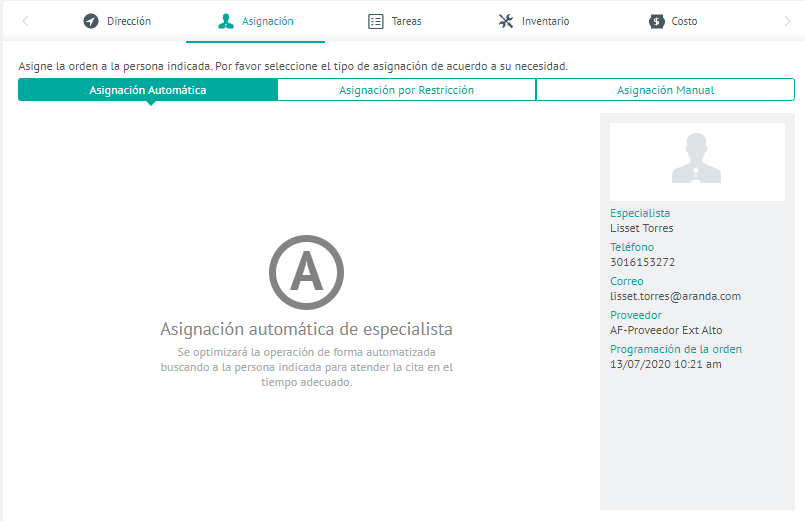 Dirección
Asignación
Tareas
Inventario
Costo
Asigne la orden a la persona indicada. Por favor seleccione el tipo de asignación de acuerdo a su necesidad.
Asignación Automática
Asignación por Restricción
Asignación Manual
A
Asignación automática de especialista
Se optimizará la operación de forma automatizada
buscando a la persona indicada para atender la cita en el
tiempo adecuado.
Especialista
Lisset Torres
Teléfono
3016153272
Correo
lisset.torres@aranda.com
Proveedor
AF-Proveedor Ext Alto
Programación de la orden
13/07/2020 10:21 am